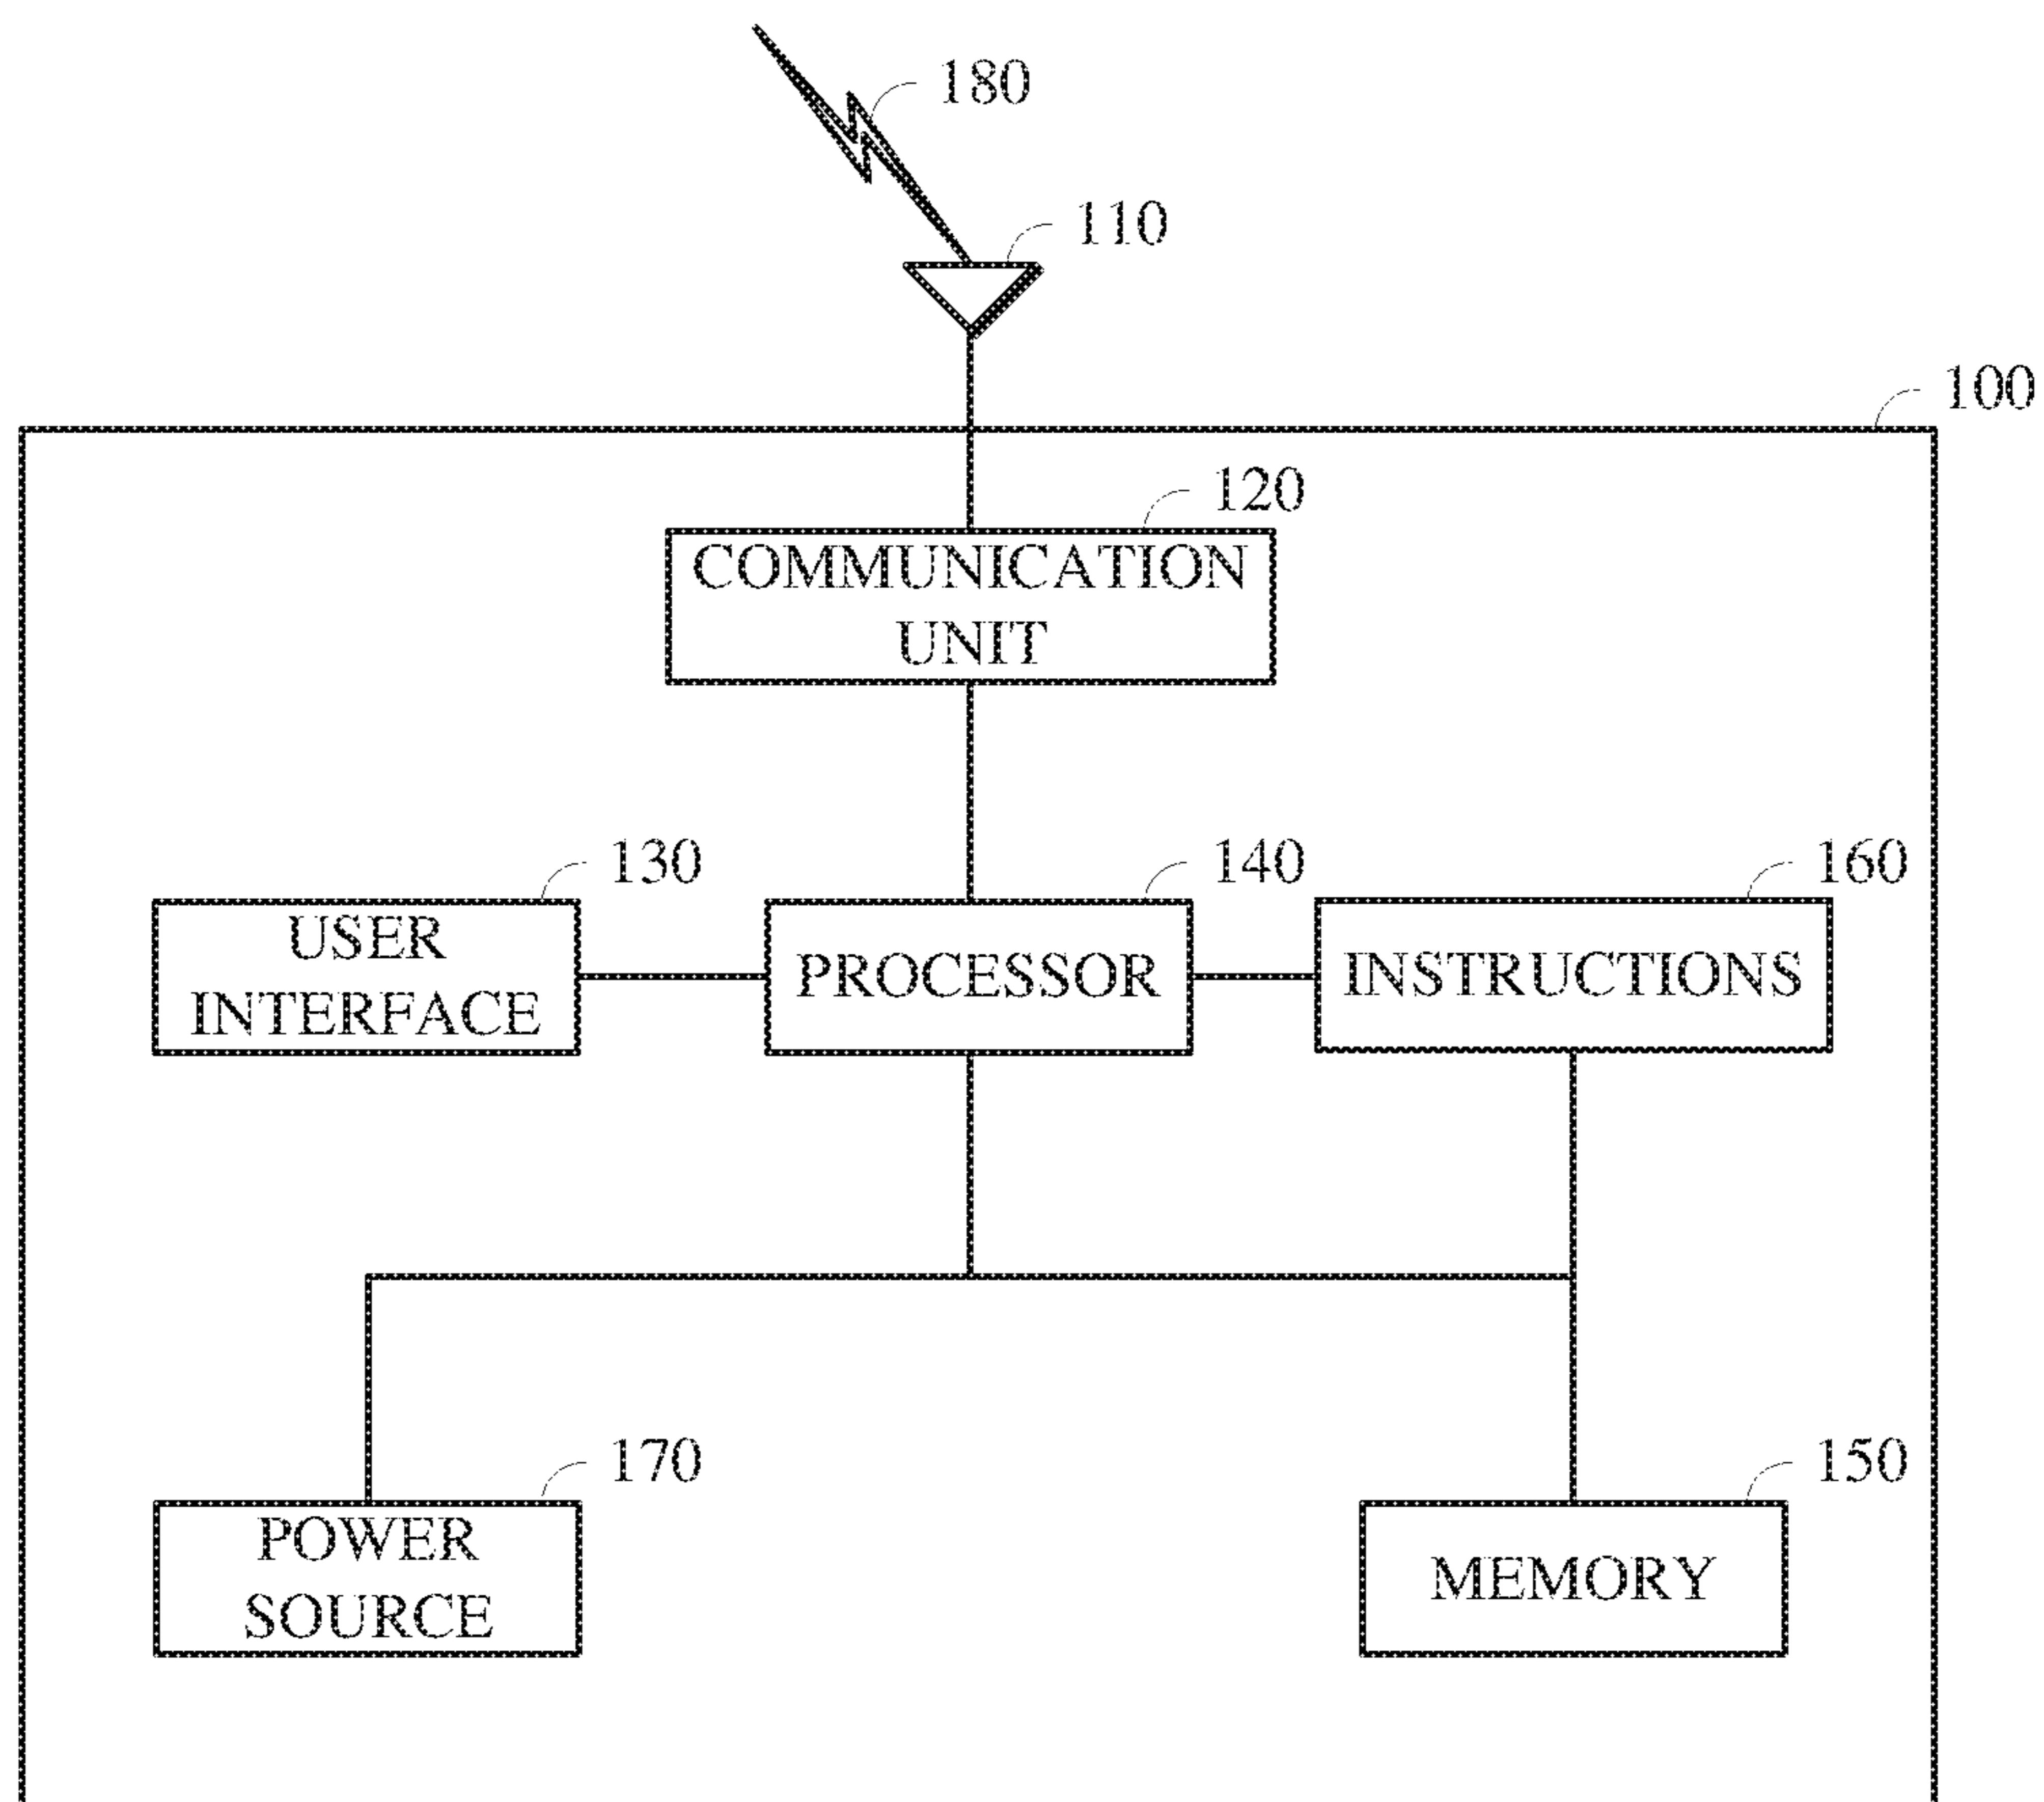 180
110
100
120
COMMUNICATION
UNIT
130
140
160
USER
INTERFACE
PROCESSOR
INSTRUCTIONS
170
150
POWER
SOURCE
MEMORY